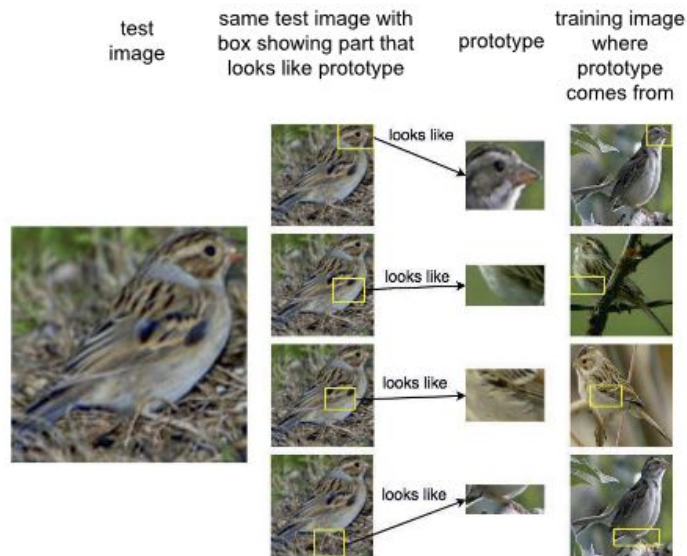 test
image
same test image with
box showing part that
looks like prototype
prototype
training image
where
prototype
comes from
looks like
looks like
looks like
looks like